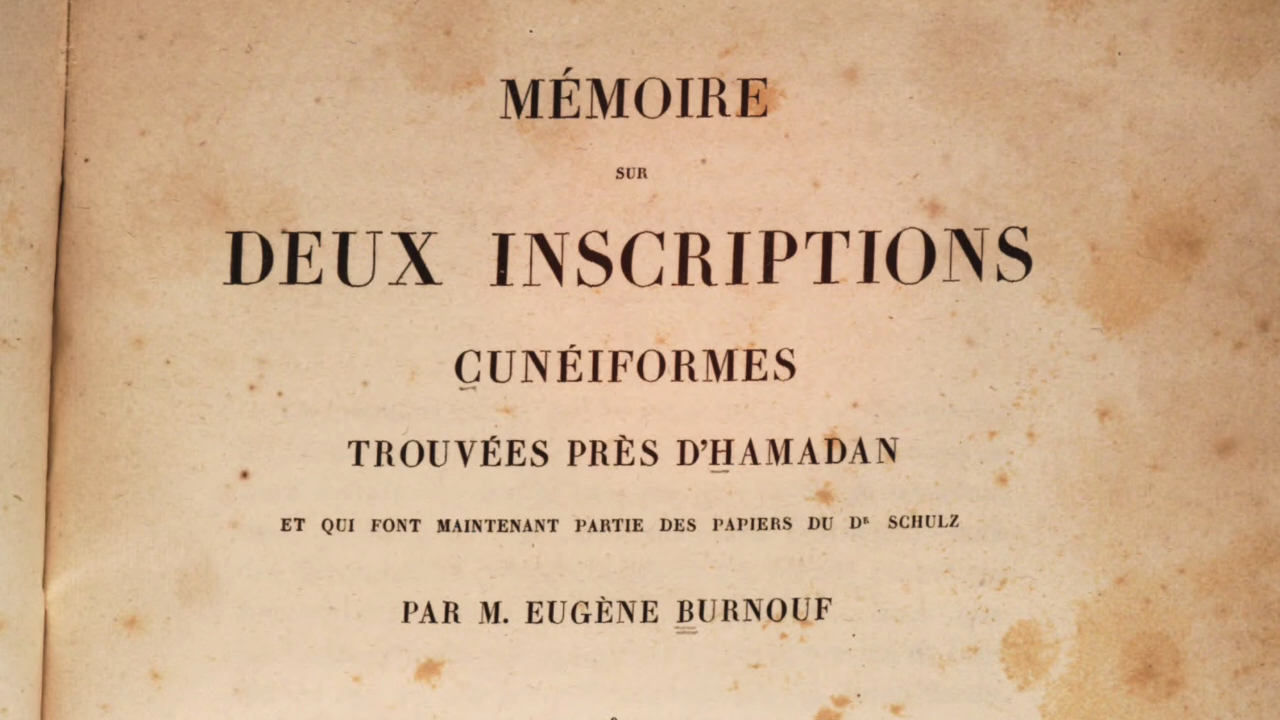 MÉMOIRE
SUR
DEUX INSCRIPTIONS
CUNÉIFORMES
TROUVÉES PRÈS D'HAMADAN
ET QUI FONT MAINTENANT PARTIE DES PAPIERS DU DR SCHULZ
PAR M. EUGÈNE BURNOUF